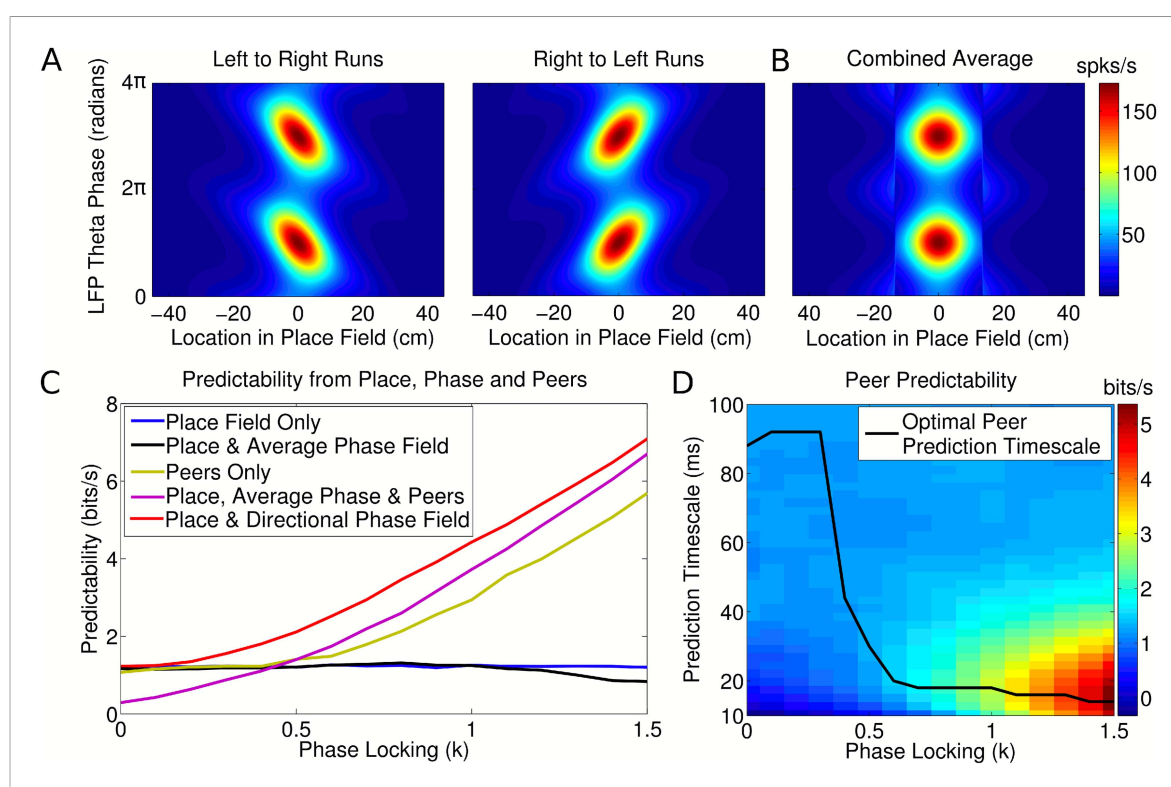 A
Left to Right Runs
Right to Left Runs
B
Combined Average
spks/s
LFP Theta Phase (radians)
4π
2π
0
−40 −20 0 20 40
Location in Place Field (cm)
−40 −20 0 20 40
Location in Place Field (cm)
−40 −20 0 20 40
Location in Place Field (cm)
150
100
50
C
Predictability from Place, Phase and Peers
Predictability (bits/s)
8
6
4
2
0
Place Field Only
Place & Average Phase Field
Peers Only
Place, Average Phase & Peers
Place & Directional Phase Field
0 0.5 1 1.5
Phase Locking (k)
D
Peer Predictability
bits/s
Prediction Timescale (ms)
100
80
60
40
20
10
Optimal Peer
Prediction Timescale
0 0.5 1 1.5
Phase Locking (k)
5
4
3
2
1
0